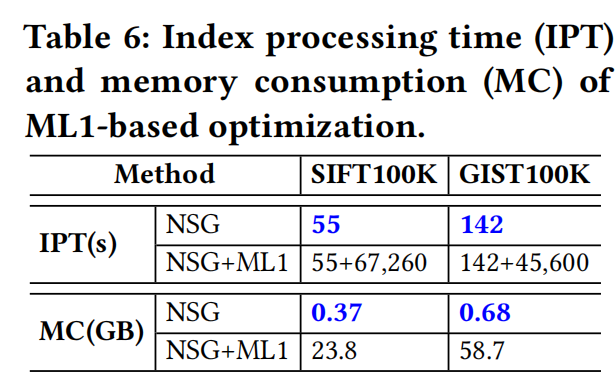 Table 6: Index processing time (IPT)
and memory consumption (MC) of
ML1-based optimization.
Method SIFT100K GIST100K
IPT(s) NSG 55 142
NSG+ML1 55+67,260 142+45,600
MC(GB) NSG 0.37 0.68
NSG+ML1 23.8 58.7